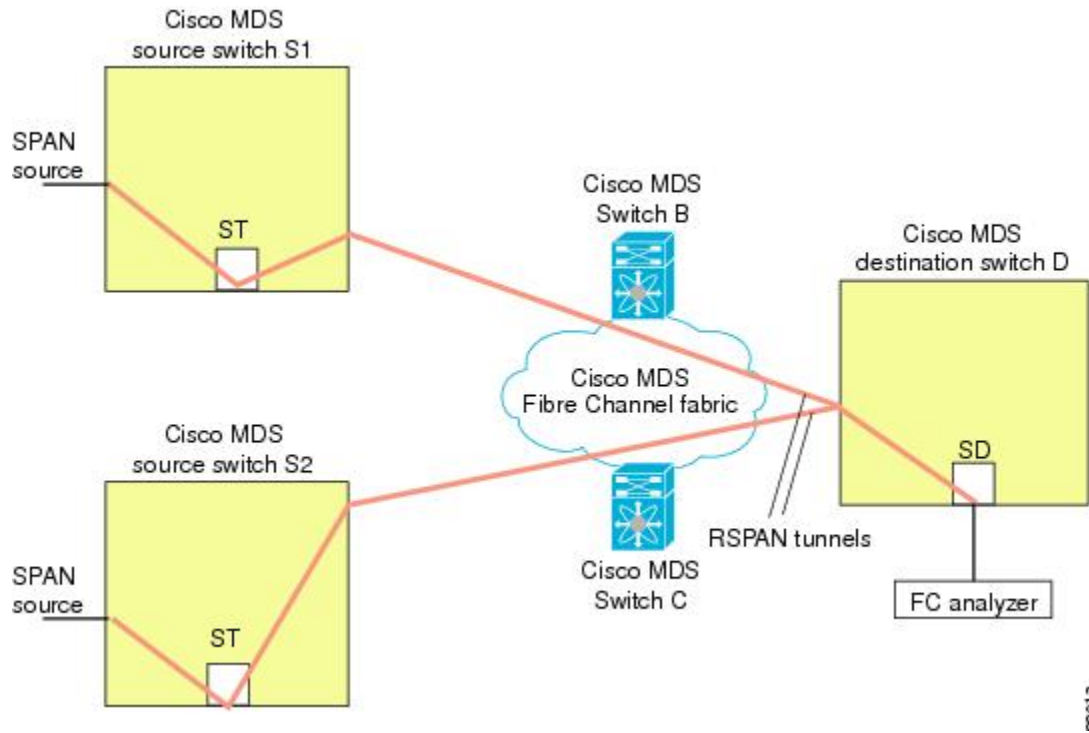 Cisco MDS
source switch S1
SPAN
source
ST
Cisco MDS
Switch B
Cisco MDS
destination switch D
Cisco MDS
Fibre Channel fabric
Cisco MDS
source switch S2
SD
RSPAN tunnels
Cisco MDS
Switch C
FC analyzer
SPAN
source
ST